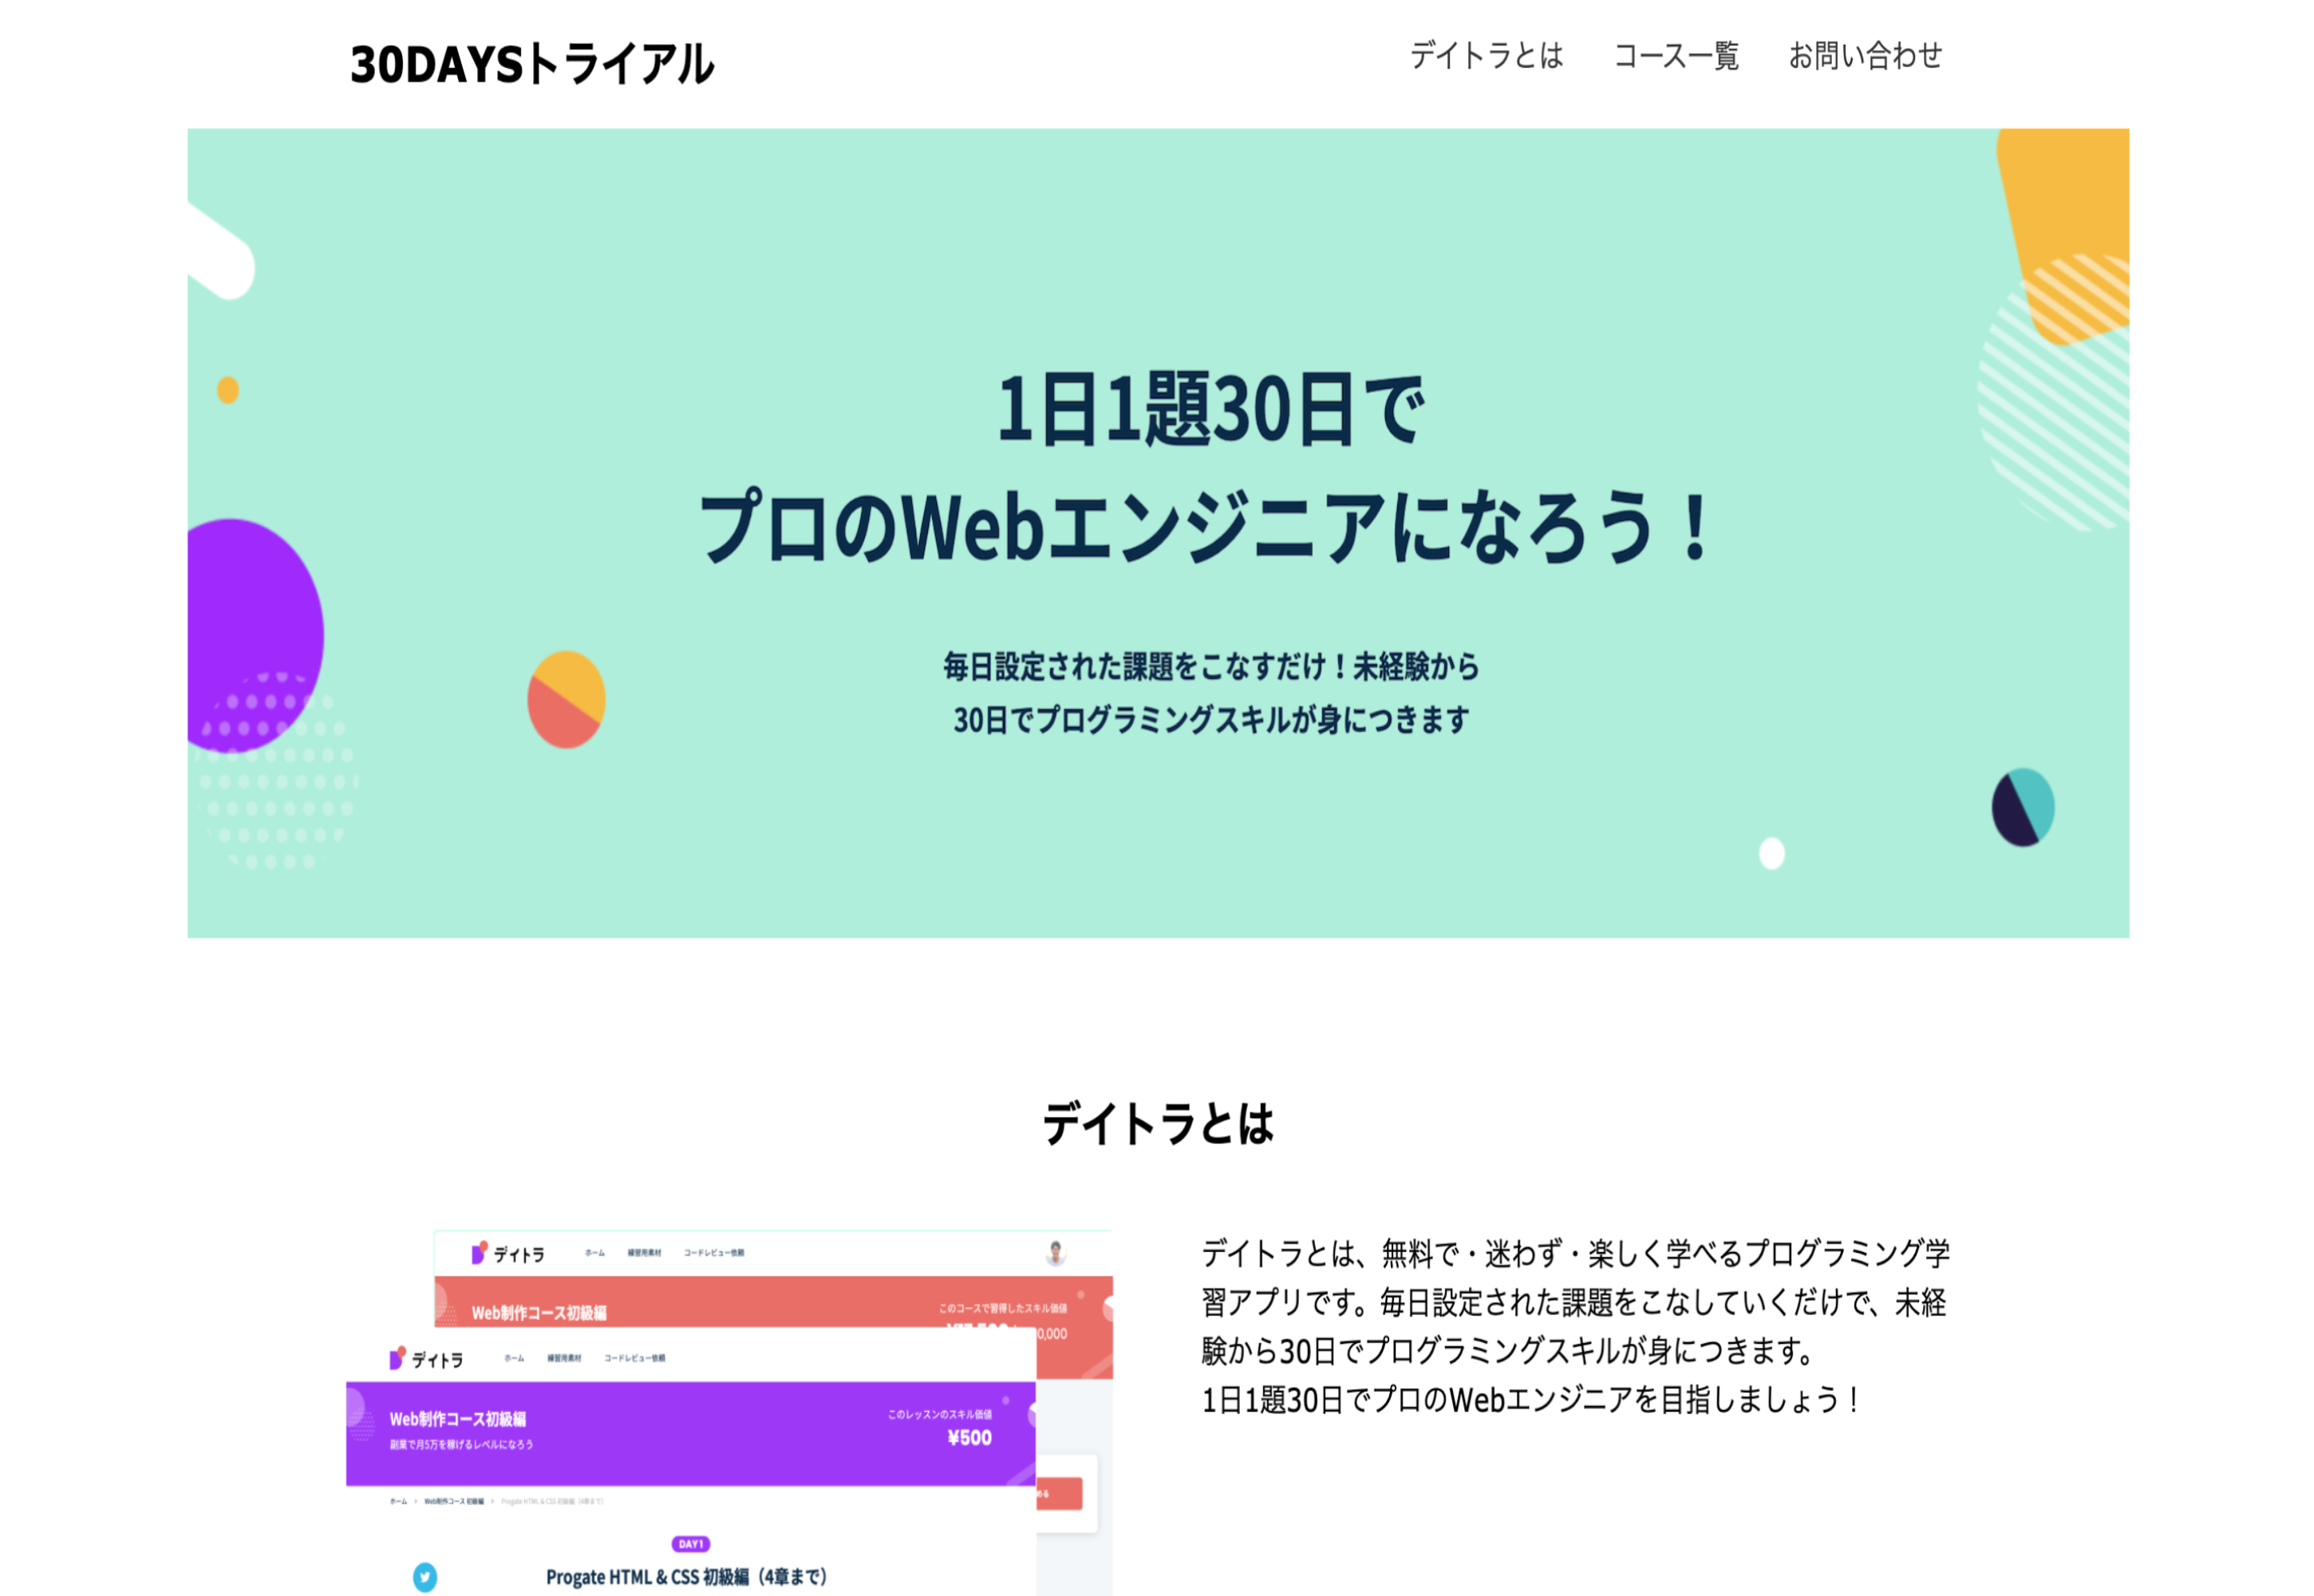 30DAYSトライアル
デイトラとは コース一覧 お問い合わせ
1日1題30日で
プロのWebエンジニアになろう！
毎日設定された課題をこなすだけ！未経験から
30日でプログラミングスキルが身につきます
デイトラとは
デイトラとは、無料で・迷わず・楽しく学べるプログラミング学
習アプリです。毎日設定された課題をこなしていくだけで、未経
験から30日でプログラミングスキルが身につきます。
1日1題30日でプロのWebエンジニアを目指しましょう！
デイトラ ホーム 練習用素材 コードレビュー依頼
Web制作コース初級編
このコースで習得したスキル価値
デイトラ ホーム 練習用素材 コードレビュー依頼
Web制作コース初級編
副業で月5万を稼げるレベルになろう
このレッスンのスキル価値
¥500
ホーム > Web制作コース 初級編 > Progate HTML & CSS 初級編（4章まで）
める
DAY1
Progate HTML & CSS 初級編（4章まで）